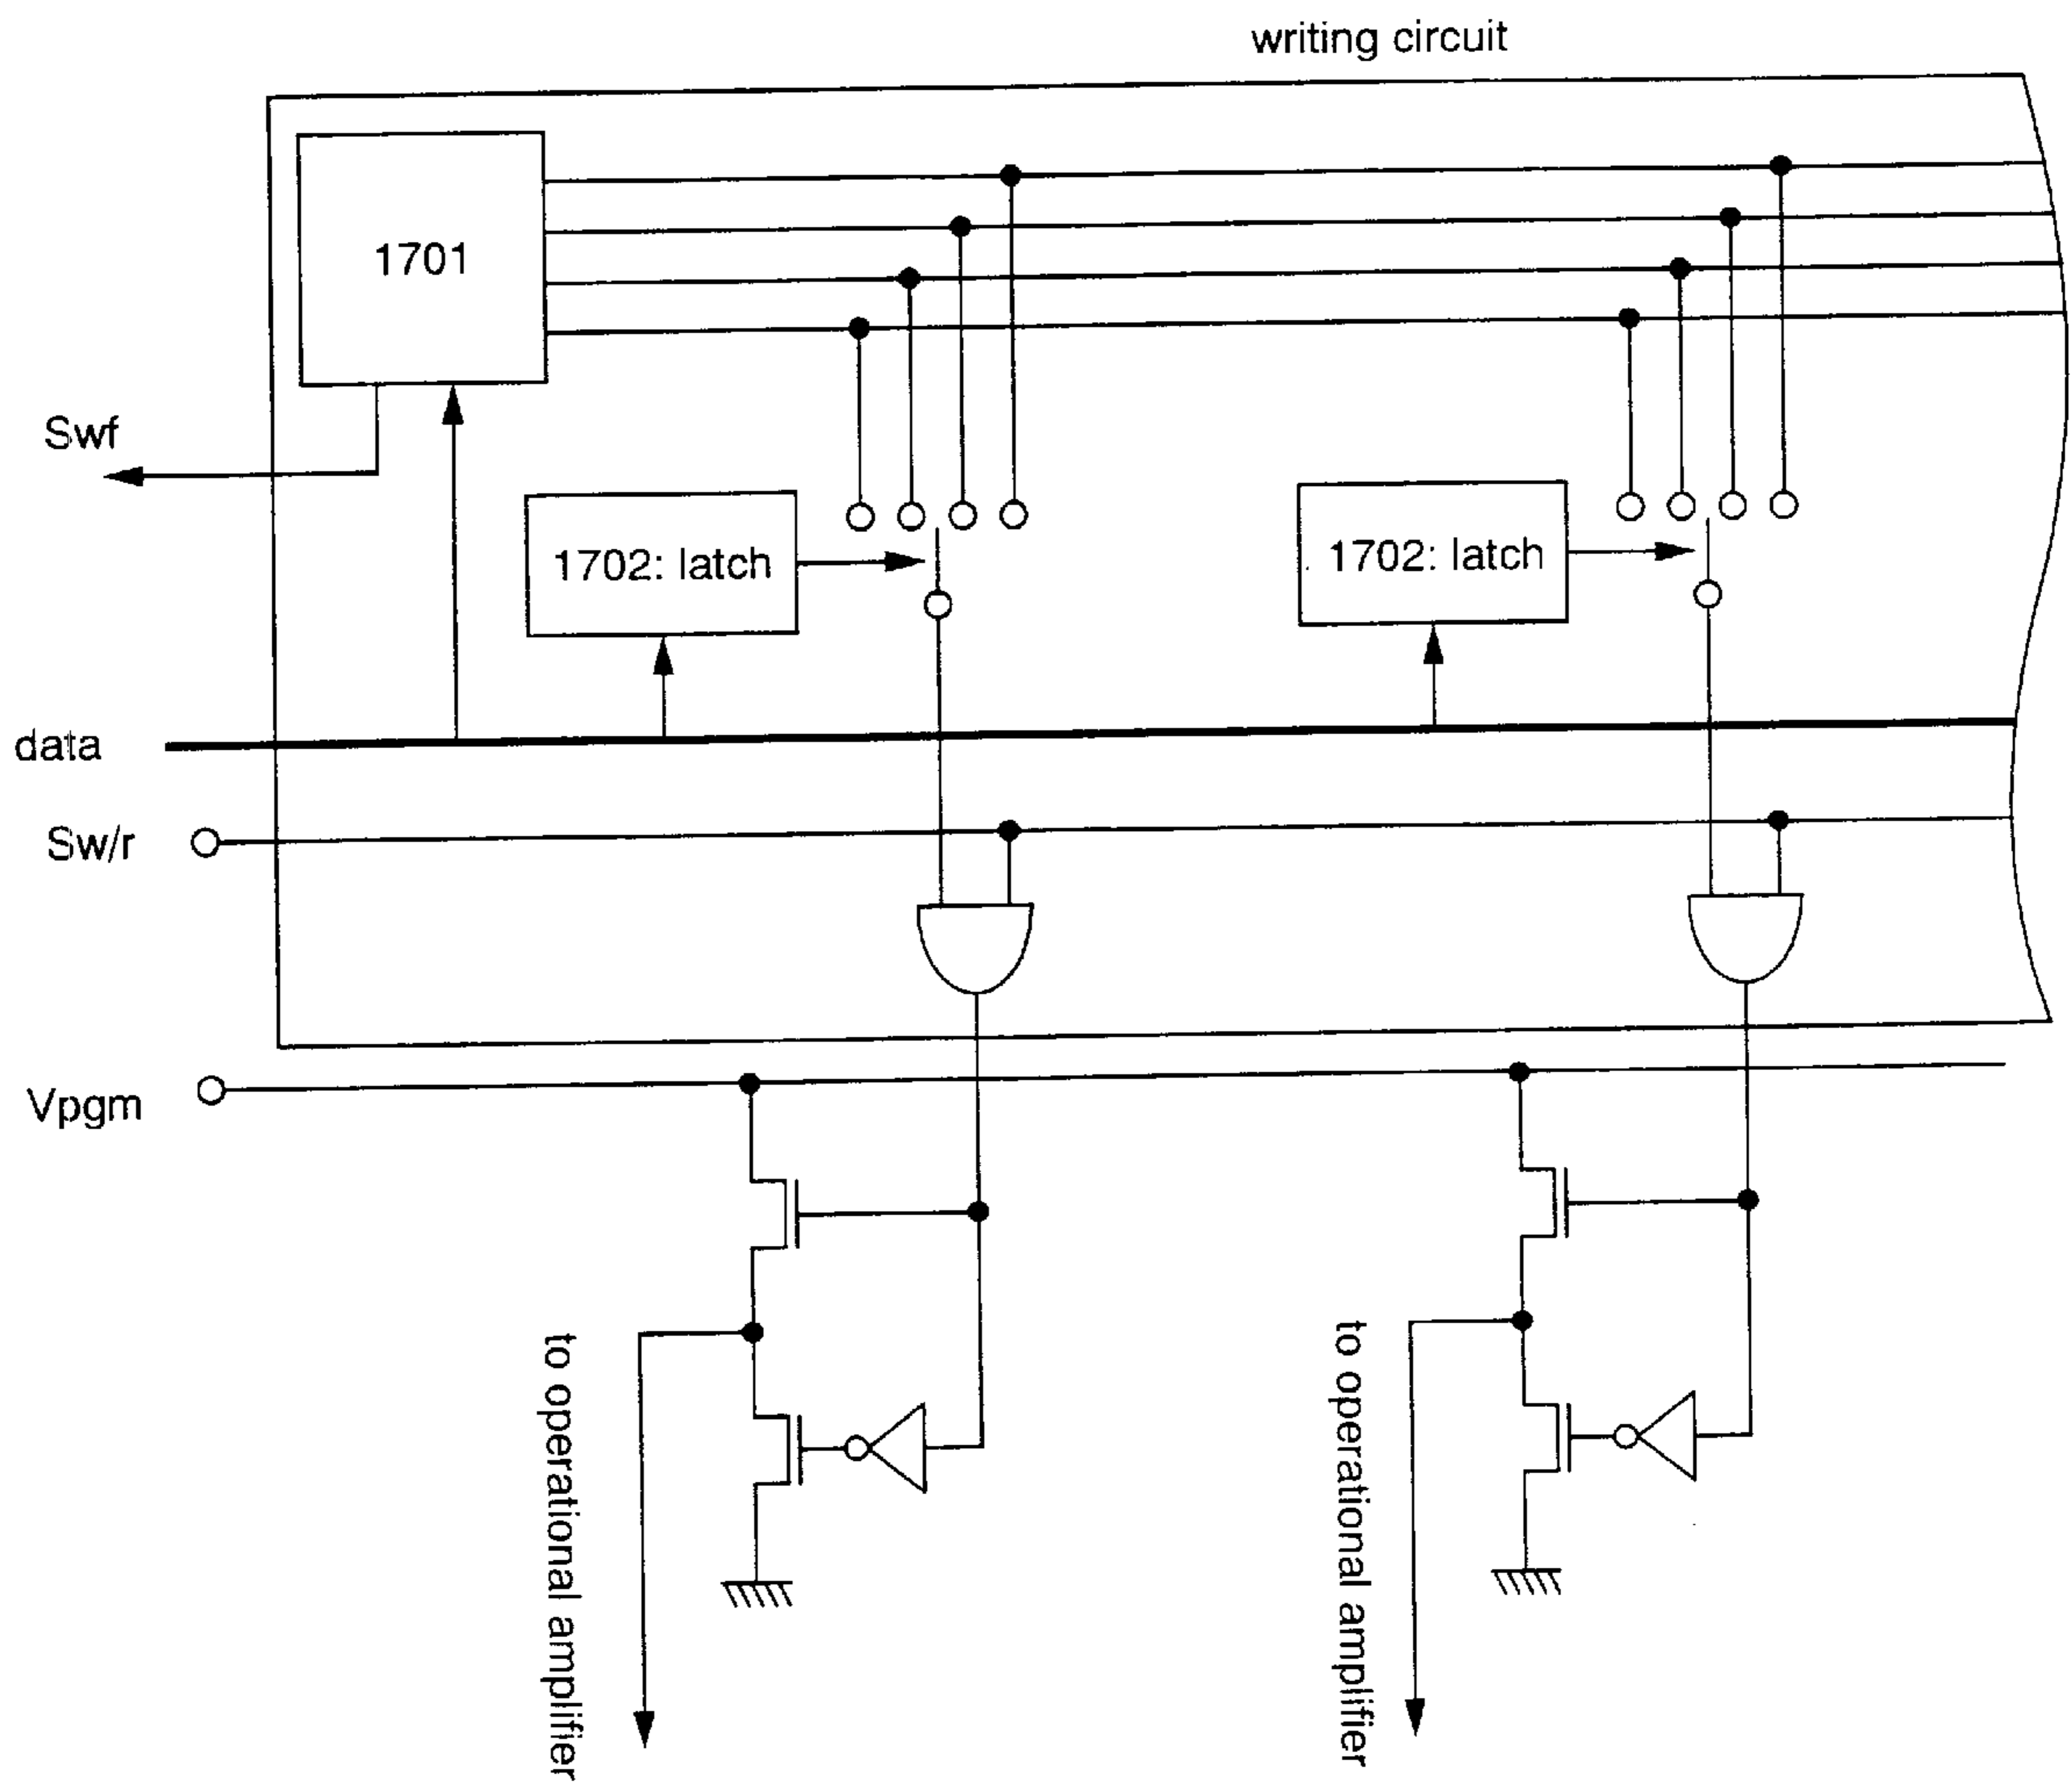 writing circuit
1701
Swf
1702: latch
1702: latch
data
Sw/r
Vpgm
to operational amplifier
to operational amplifier